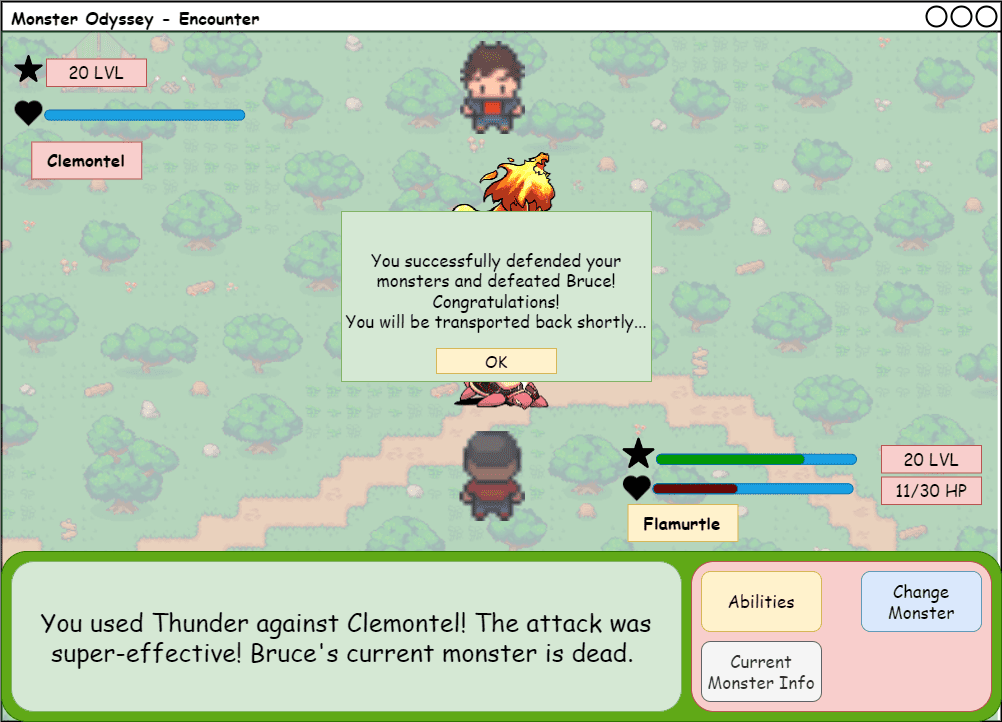 Monster Odyssey - Encounter
20 LVL
Clemontel
You successfully defended your
monsters and defeated Bruce!
Congratulations!
You will be transported back shortly...
OK
20 LVL
11/30 HP
Flamurtle
You used Thunder against Clemontel! The attack was
super-effective! Bruce's current monster is dead.
Abilities
Change
Monster
Current
Monster Info